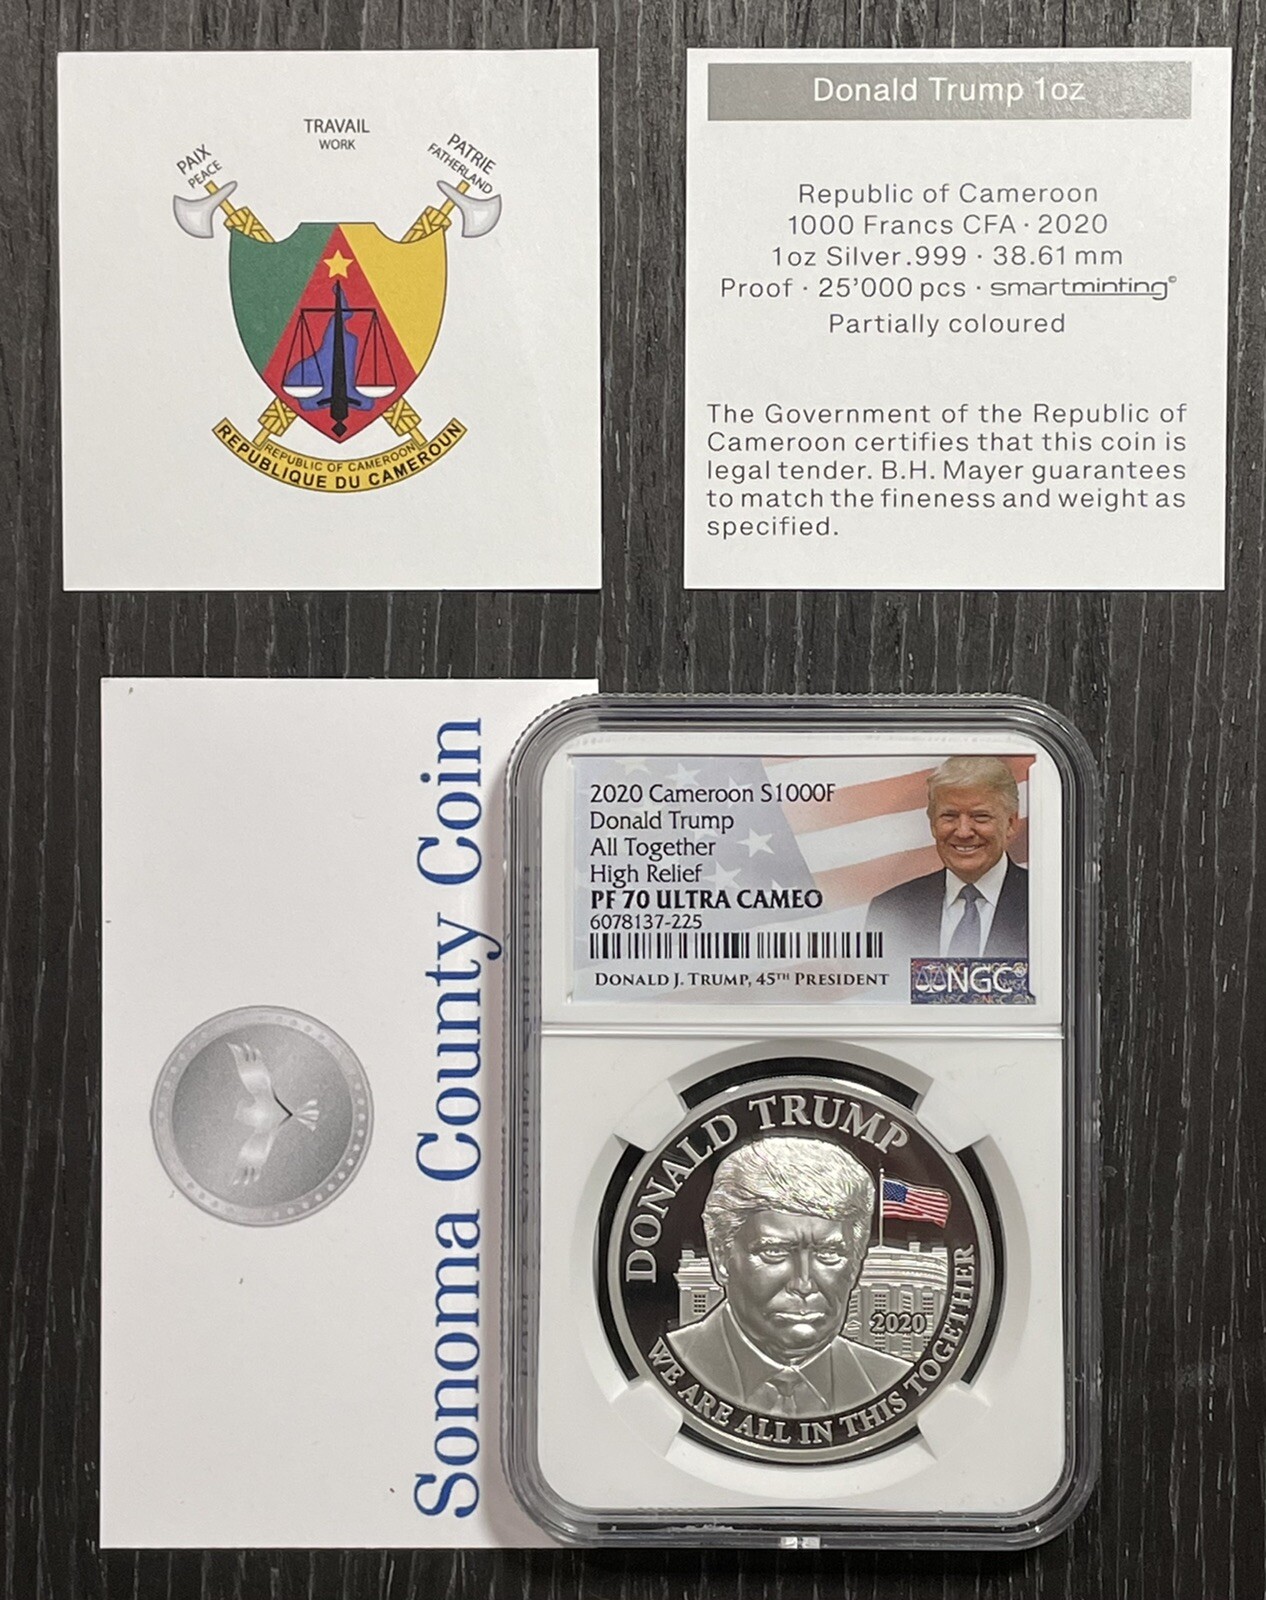 TRAVAIL
WORK
PAIX
PEACE
PATRIE
FATHERLAND
REPUBLIC OF CAMEROON
REPUBLIQUE DU CAMEROUN
Donald Trump 1oz
Republic of Cameroon
1000 Francs CFA · 2020
1oz Silver .999 · 38.61 mm
Proof · 25'000 pcs · smartminting©
Partially coloured
The Government of the Republic of
Cameroon certifies that this coin is
legal tender. B.H. Mayer guarantees
to match the fineness and weight as
specified.
Sonoma County Coin
2020 Cameroon S1000F
Donald Trump
All Together
High Relief
PF 70 ULTRA CAMEO
6078137-225
DONALD J. TRUMP, 45TH PRESIDENT
NGC
DONALD TRUMP
2020
WE ARE ALL IN THIS TOGETHER